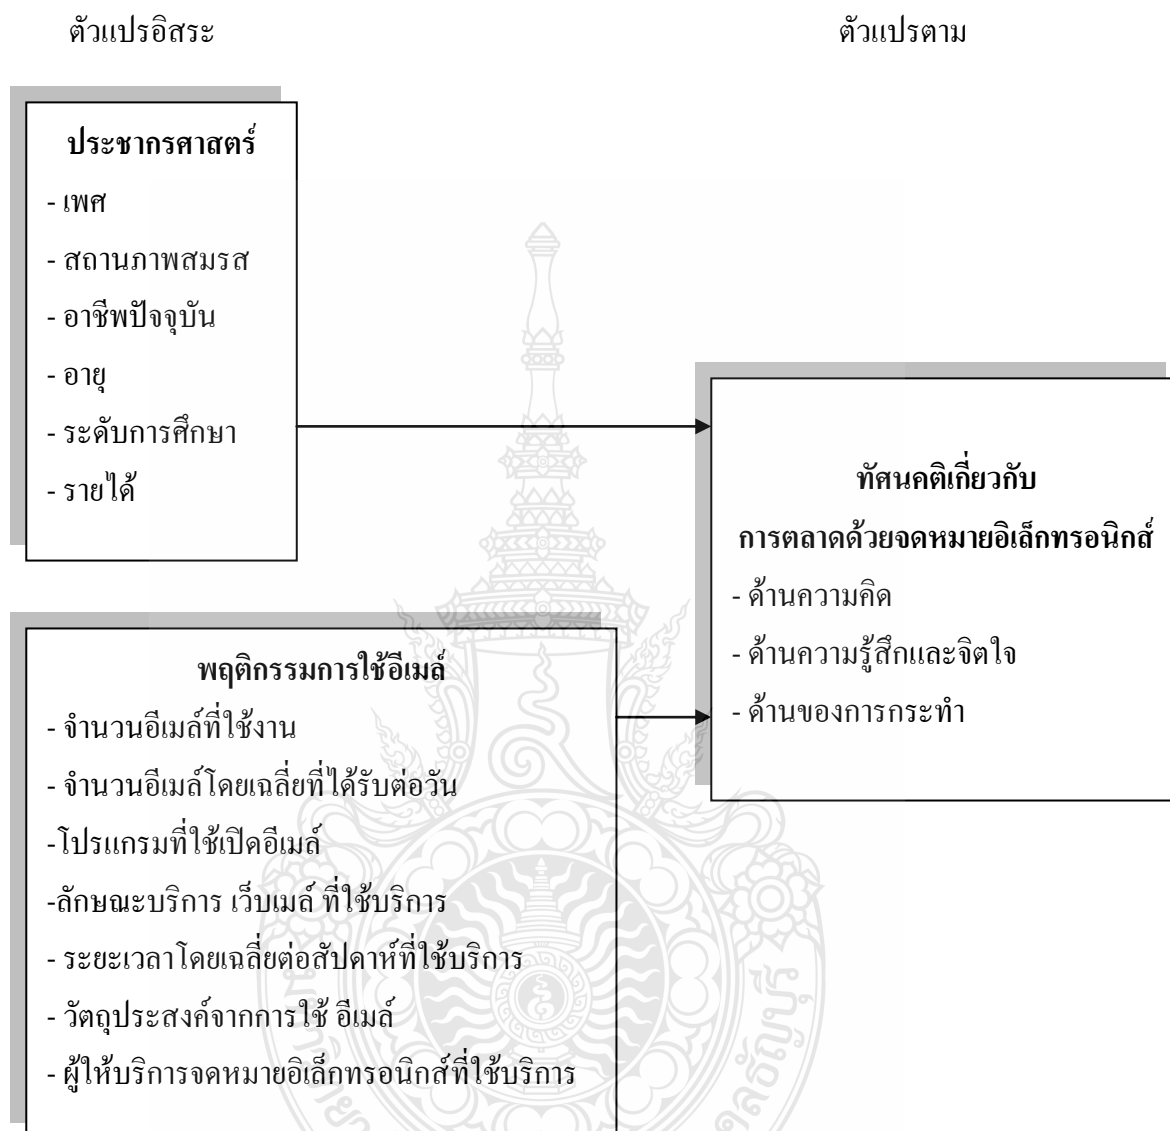 ตัวแปรอิสระ
ตัวแปรตาม
ประชากรศาสตร์
- เพศ
- สถานภาพสมรส
- อาชีพปัจจุบัน
- อายุ
- ระดับการศึกษา
- รายได้
พฤติกรรมการใช้อีเมล์
- จำนวนอีเมล์ที่ใช้งาน
- จำนวนอีเมล์โดยเฉลี่ยที่ได้รับต่อวัน
-โปรแกรมที่ใช้เปิดอีเมล์
-ลักษณะบริการ เว็บเมล์ ที่ใช้บริการ
- ระยะเวลาโดยเฉลี่ยต่อสัปดาห์ที่ใช้บริการ
- วัตถุประสงค์จากการใช้ อีเมล์
- ผู้ให้บริการจดหมายอิเล็กทรอนิกส์ที่ใช้บริการ
ทัศนคติเกี่ยวกับ
การตลาดด้วยจดหมายอิเล็กทรอนิกส์
- ด้านความคิด
- ด้านความรู้สึกและจิตใจ
- ด้านของการกระทำ